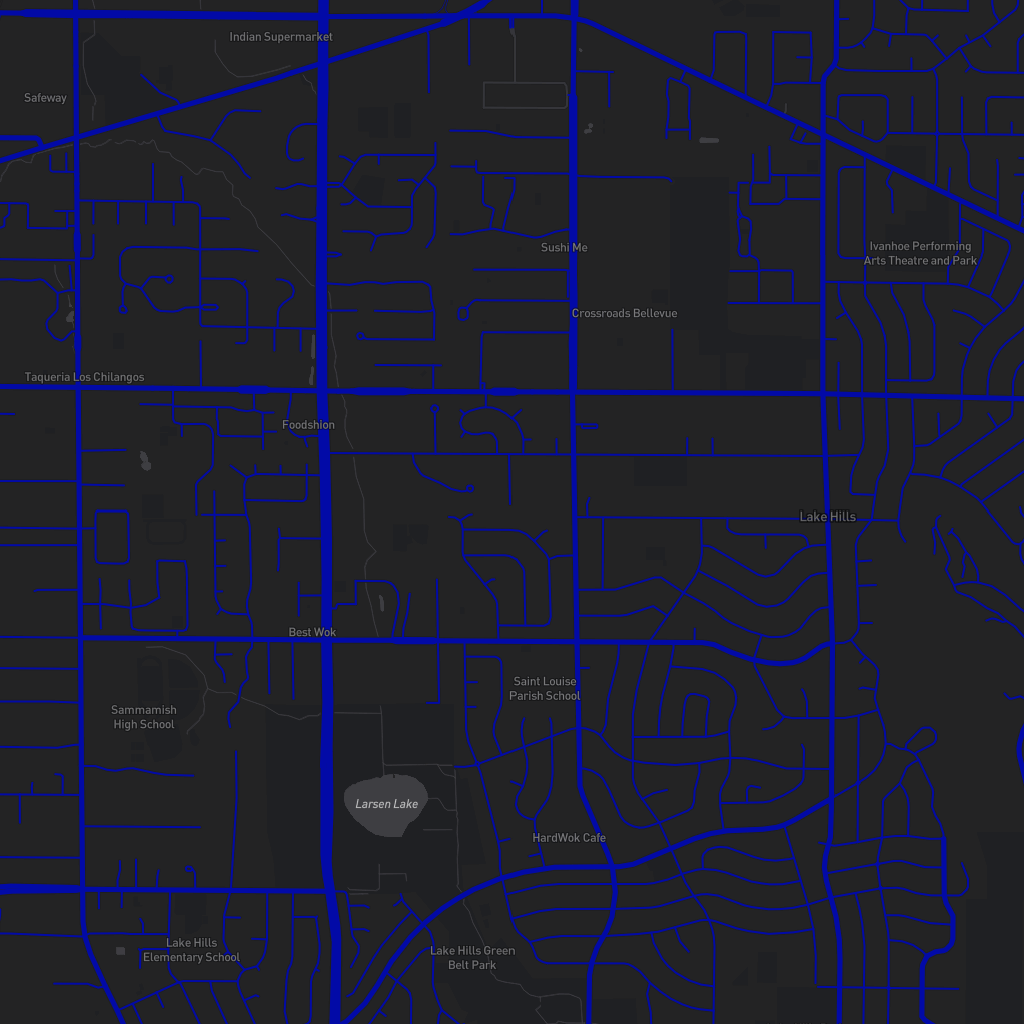 Indian Supermarket
Safeway
Sushi Me
Ivanhoe Performing
Arts Theatre and Park
Crossroads Bellevue
Taqueria Los Chilangos
Foodshion
Lake Hills
Best Wok
Saint Louise
Parish School
Sammamish
High School
Larsen Lake
HardWok Cafe
Lake Hills
Elementary School
Lake Hills Green
Belt Park